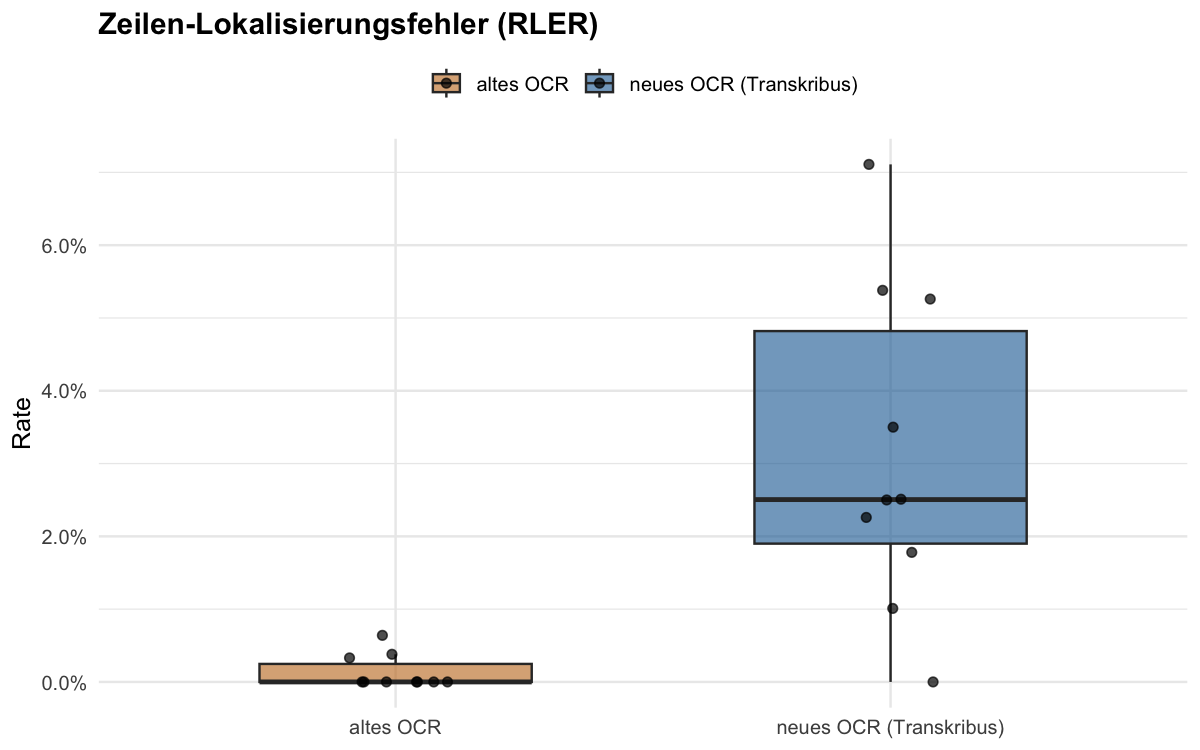 Zeilen-Lokalisierungsfehler (RLER)
altes OCR
neues OCR (Transkribus)
Rate
6.0%
4.0%
2.0%
0.0%
altes OCR
neues OCR (Transkribus)